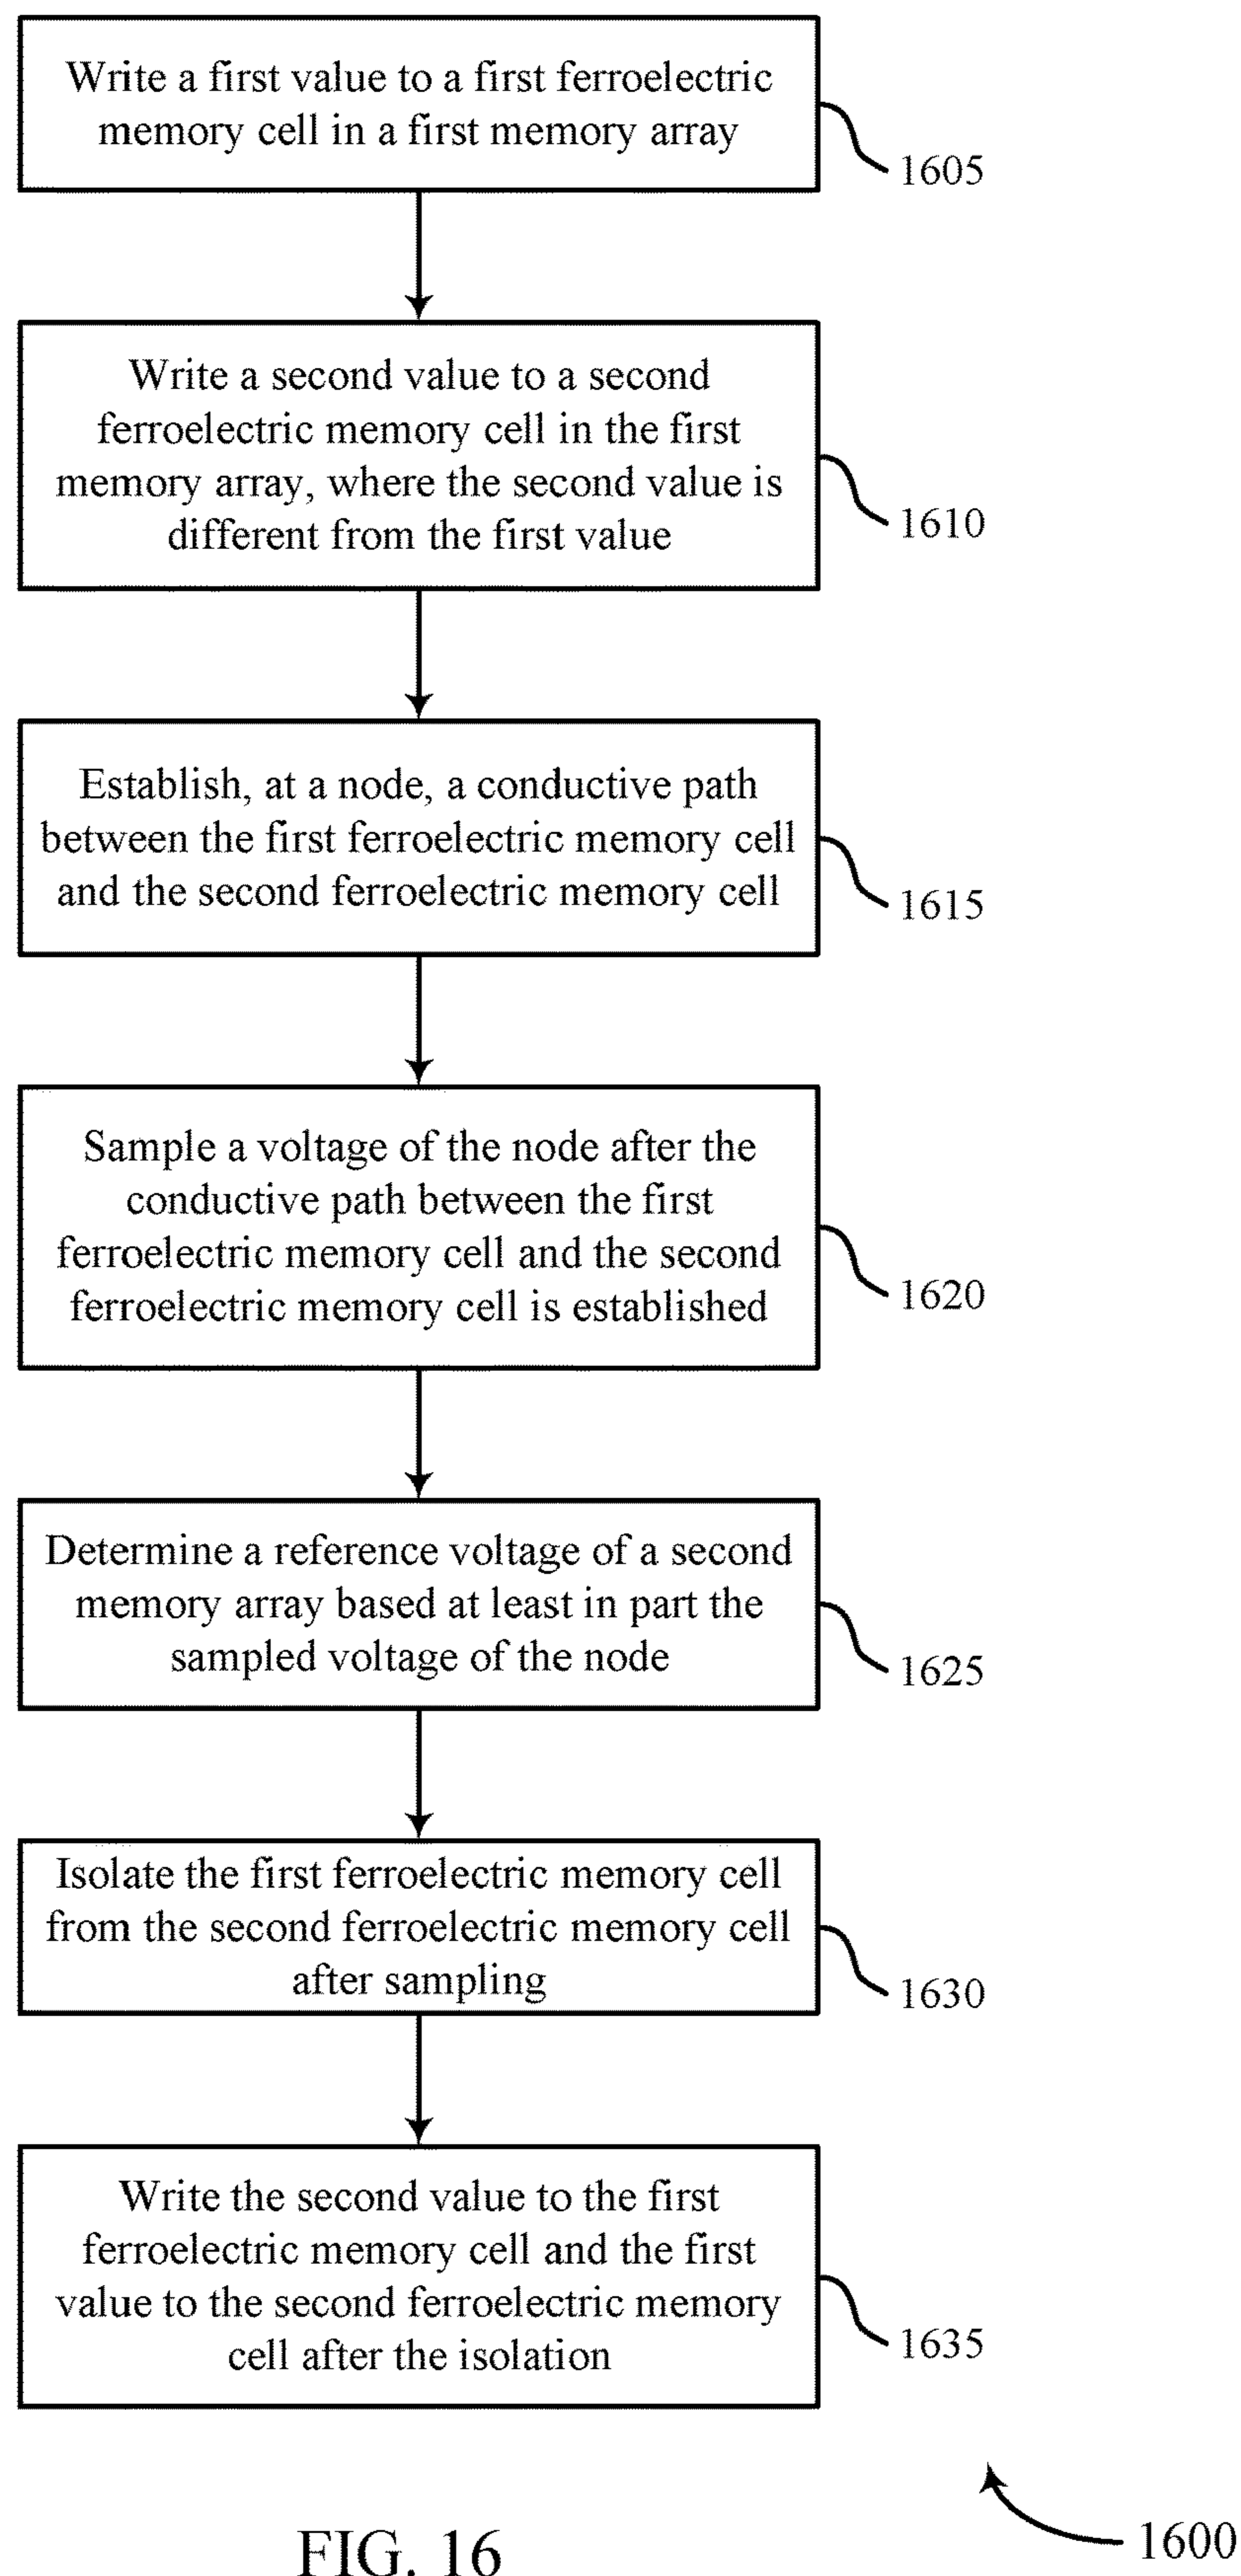 Write a first value to a first ferroelectric
memory cell in a first memory array
1605
Write a second value to a second
ferroelectric memory cell in the first
memory array, where the second value is
different from the first value
1610
Establish, at a node, a conductive path
between the first ferroelectric memory cell
and the second ferroelectric memory cell
1615
Sample a voltage of the node after the
conductive path between the first
ferroelectric memory cell and the second
ferroelectric memory cell is established
1620
Determine a reference voltage of a second
memory array based at least in part the
sampled voltage of the node
1625
Isolate the first ferroelectric memory cell
from the second ferroelectric memory cell
after sampling
1630
Write the second value to the first
ferroelectric memory cell and the first
value to the second ferroelectric memory
cell after the isolation
1635
1600
FIG. 16